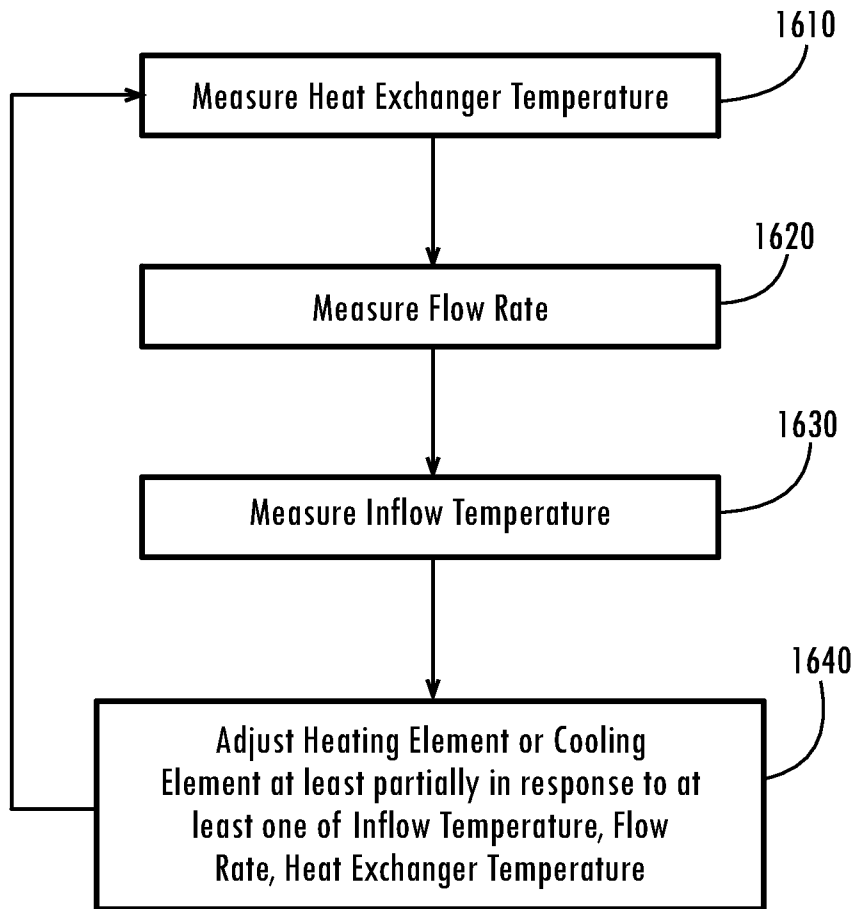 1610
Measure Heat Exchanger Temperature
1620
Measure Flow Rate
1630
Measure Inflow Temperature
1640
Adjust Heating Element or Cooling
Element at least partially in response to at
least one of Inflow Temperature, Flow
Rate, Heat Exchanger Temperature